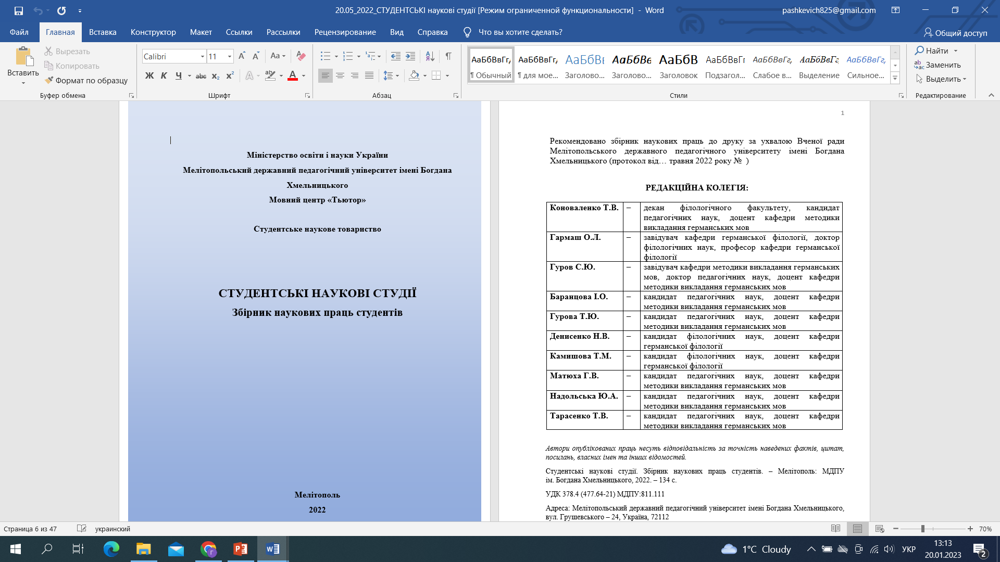 20.05_2022_СТУДЕНТСЬКІ наукові студії [Режим ограниченной функциональности] - Word
pashkevich825@gmail.com
Файл Главная Вставка Конструктор Макет Ссылки Рассылки Рецензирование Вид Справка Что вы хотите сделать? Общий доступ
Вставить
Вырезать
Копировать
Формат по образцу
Буфер обмена
Calibri 11
Ж К Ч abc x₂ x²
Шрифт
Абзац
АаБбВвГг, АаБбВвГг, АаБбВı АаБбВв АаБбВ АаБбВвГг АаБбВвГг, АаБбВвГг, АаБбВвГг,
¶ Обычный ¶ для мое... Заголово... Заголово... Заголовок Подзагол... Слабое в... Выделение Сильное...
Стили
Найти
Заменить
Выделить
Редактирование
Міністерство освіти і науки України
Мелітопольський державний педагогічний університет імені Богдана
Хмельницького
Мовний центр «Тьютор»
Студентське наукове товариство
СТУДЕНТСЬКІ НАУКОВІ СТУДІЇ
Збірник наукових праць студентів
Мелітополь
2022
1
Рекомендовано збірник наукових праць до друку за ухвалою Вченої ради
Мелітопольського державного педагогічного університету імені Богдана
Хмельницького (протокол від… травня 2022 року № )
РЕДАКЦІЙНА КОЛЕГІЯ:
Коноваленко Т.В. – декан філологічного факультету, кандидат
педагогічних наук, доцент кафедри методики
викладання германських мов
Гармаш О.Л. – завідувач кафедри германської філології, доктор
філологічних наук, професор кафедри германської
філології
Гуров С.Ю. – завідувач кафедри методики викладання германських
мов, доктор педагогічних наук, доцент кафедри
методики викладання германських мов
Баранцова І.О. – кандидат педагогічних наук, доцент кафедри
методики викладання германських мов
Гурова Т.Ю. – кандидат педагогічних наук, доцент кафедри
методики викладання германських мов
Денисенко Н.В. – кандидат філологічних наук, доцент кафедри
германської філології
Камишова Т.М. – кандидат філологічних наук, доцент кафедри
германської філології
Матюха Г.В. – кандидат педагогічних наук, доцент кафедри
методики викладання германських мов
Надольська Ю.А. – кандидат педагогічних наук, доцент кафедри
методики викладання германських мов
Тарасенко Т.В. – кандидат педагогічних наук, доцент кафедри
методики викладання германських мов
Автори опублікованих праць несуть відповідальність за точність наведених фактів, цитат,
посилань, власних імен та інших відомостей.
Студентські наукові студії. Збірник наукових праць студентів. – Мелітополь: МДПУ
ім. Богдана Хмельницького, 2022. – 134 с.
УДК 378.4 (477.64-21) МДПУ:811.111
Адреса: Мелітопольський державний педагогічний університет імені Богдана Хмельницького,
вул. Грушевського – 24, Україна, 72112
Страница 6 из 47 украинский 70%
1°C Cloudy УКР 13:13
20.01.2023 2